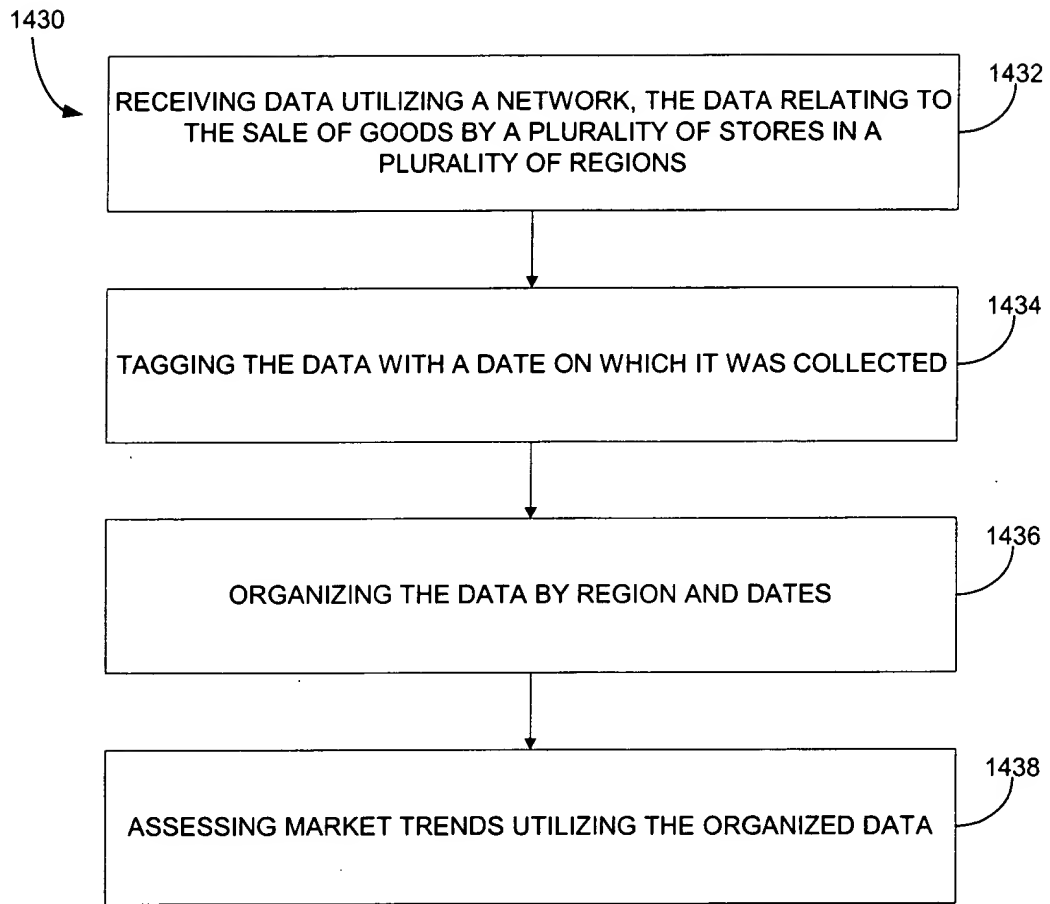 1430
1432
RECEIVING DATA UTILIZING A NETWORK, THE DATA RELATING TO
THE SALE OF GOODS BY A PLURALITY OF STORES IN A
PLURALITY OF REGIONS
1434
TAGGING THE DATA WITH A DATE ON WHICH IT WAS COLLECTED
1436
ORGANIZING THE DATA BY REGION AND DATES
1438
ASSESSING MARKET TRENDS UTILIZING THE ORGANIZED DATA